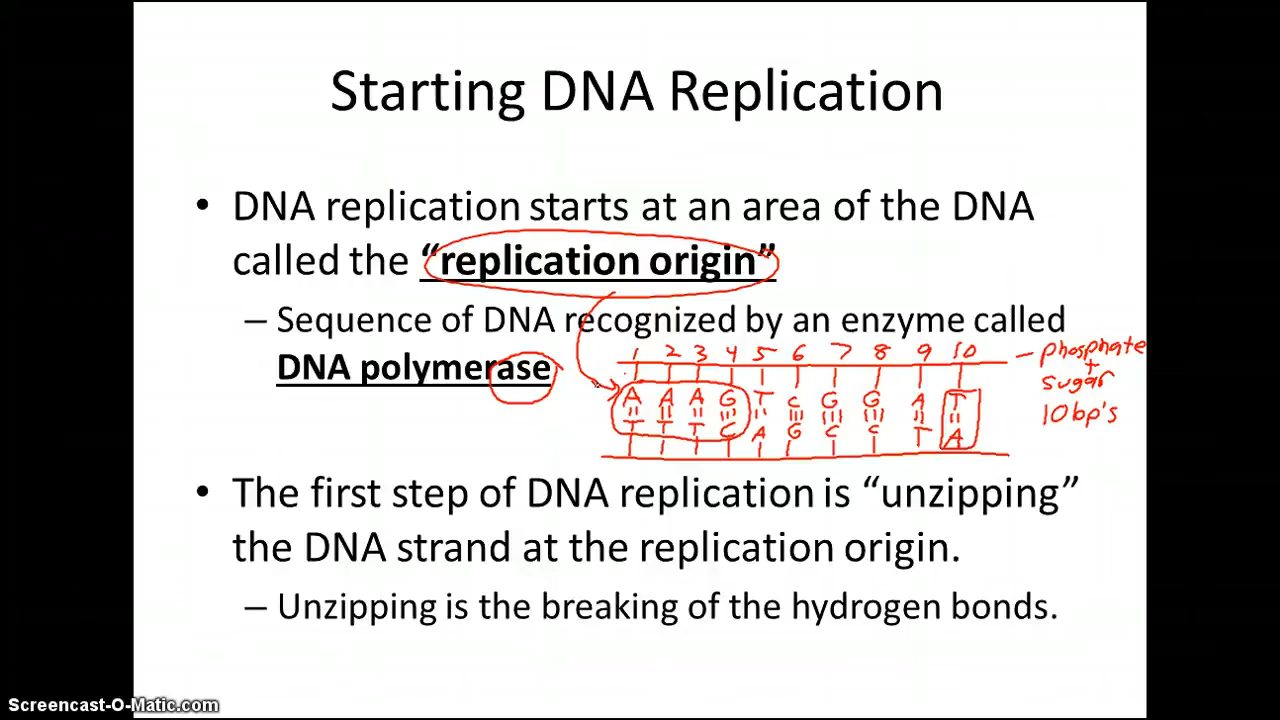 Starting DNA Replication
• DNA replication starts at an area of the DNA
called the “replication origin”
– Sequence of DNA recognized by an enzyme called
DNA polymerase
1 2 3 4 5 6 7 8 9 10
– phosphate
+
sugar
10bp's
A A A G T C G G A T
T T T C A G C C T A
• The first step of DNA replication is “unzipping”
the DNA strand at the replication origin.
– Unzipping is the breaking of the hydrogen bonds.
Screencast-O-Matic.com